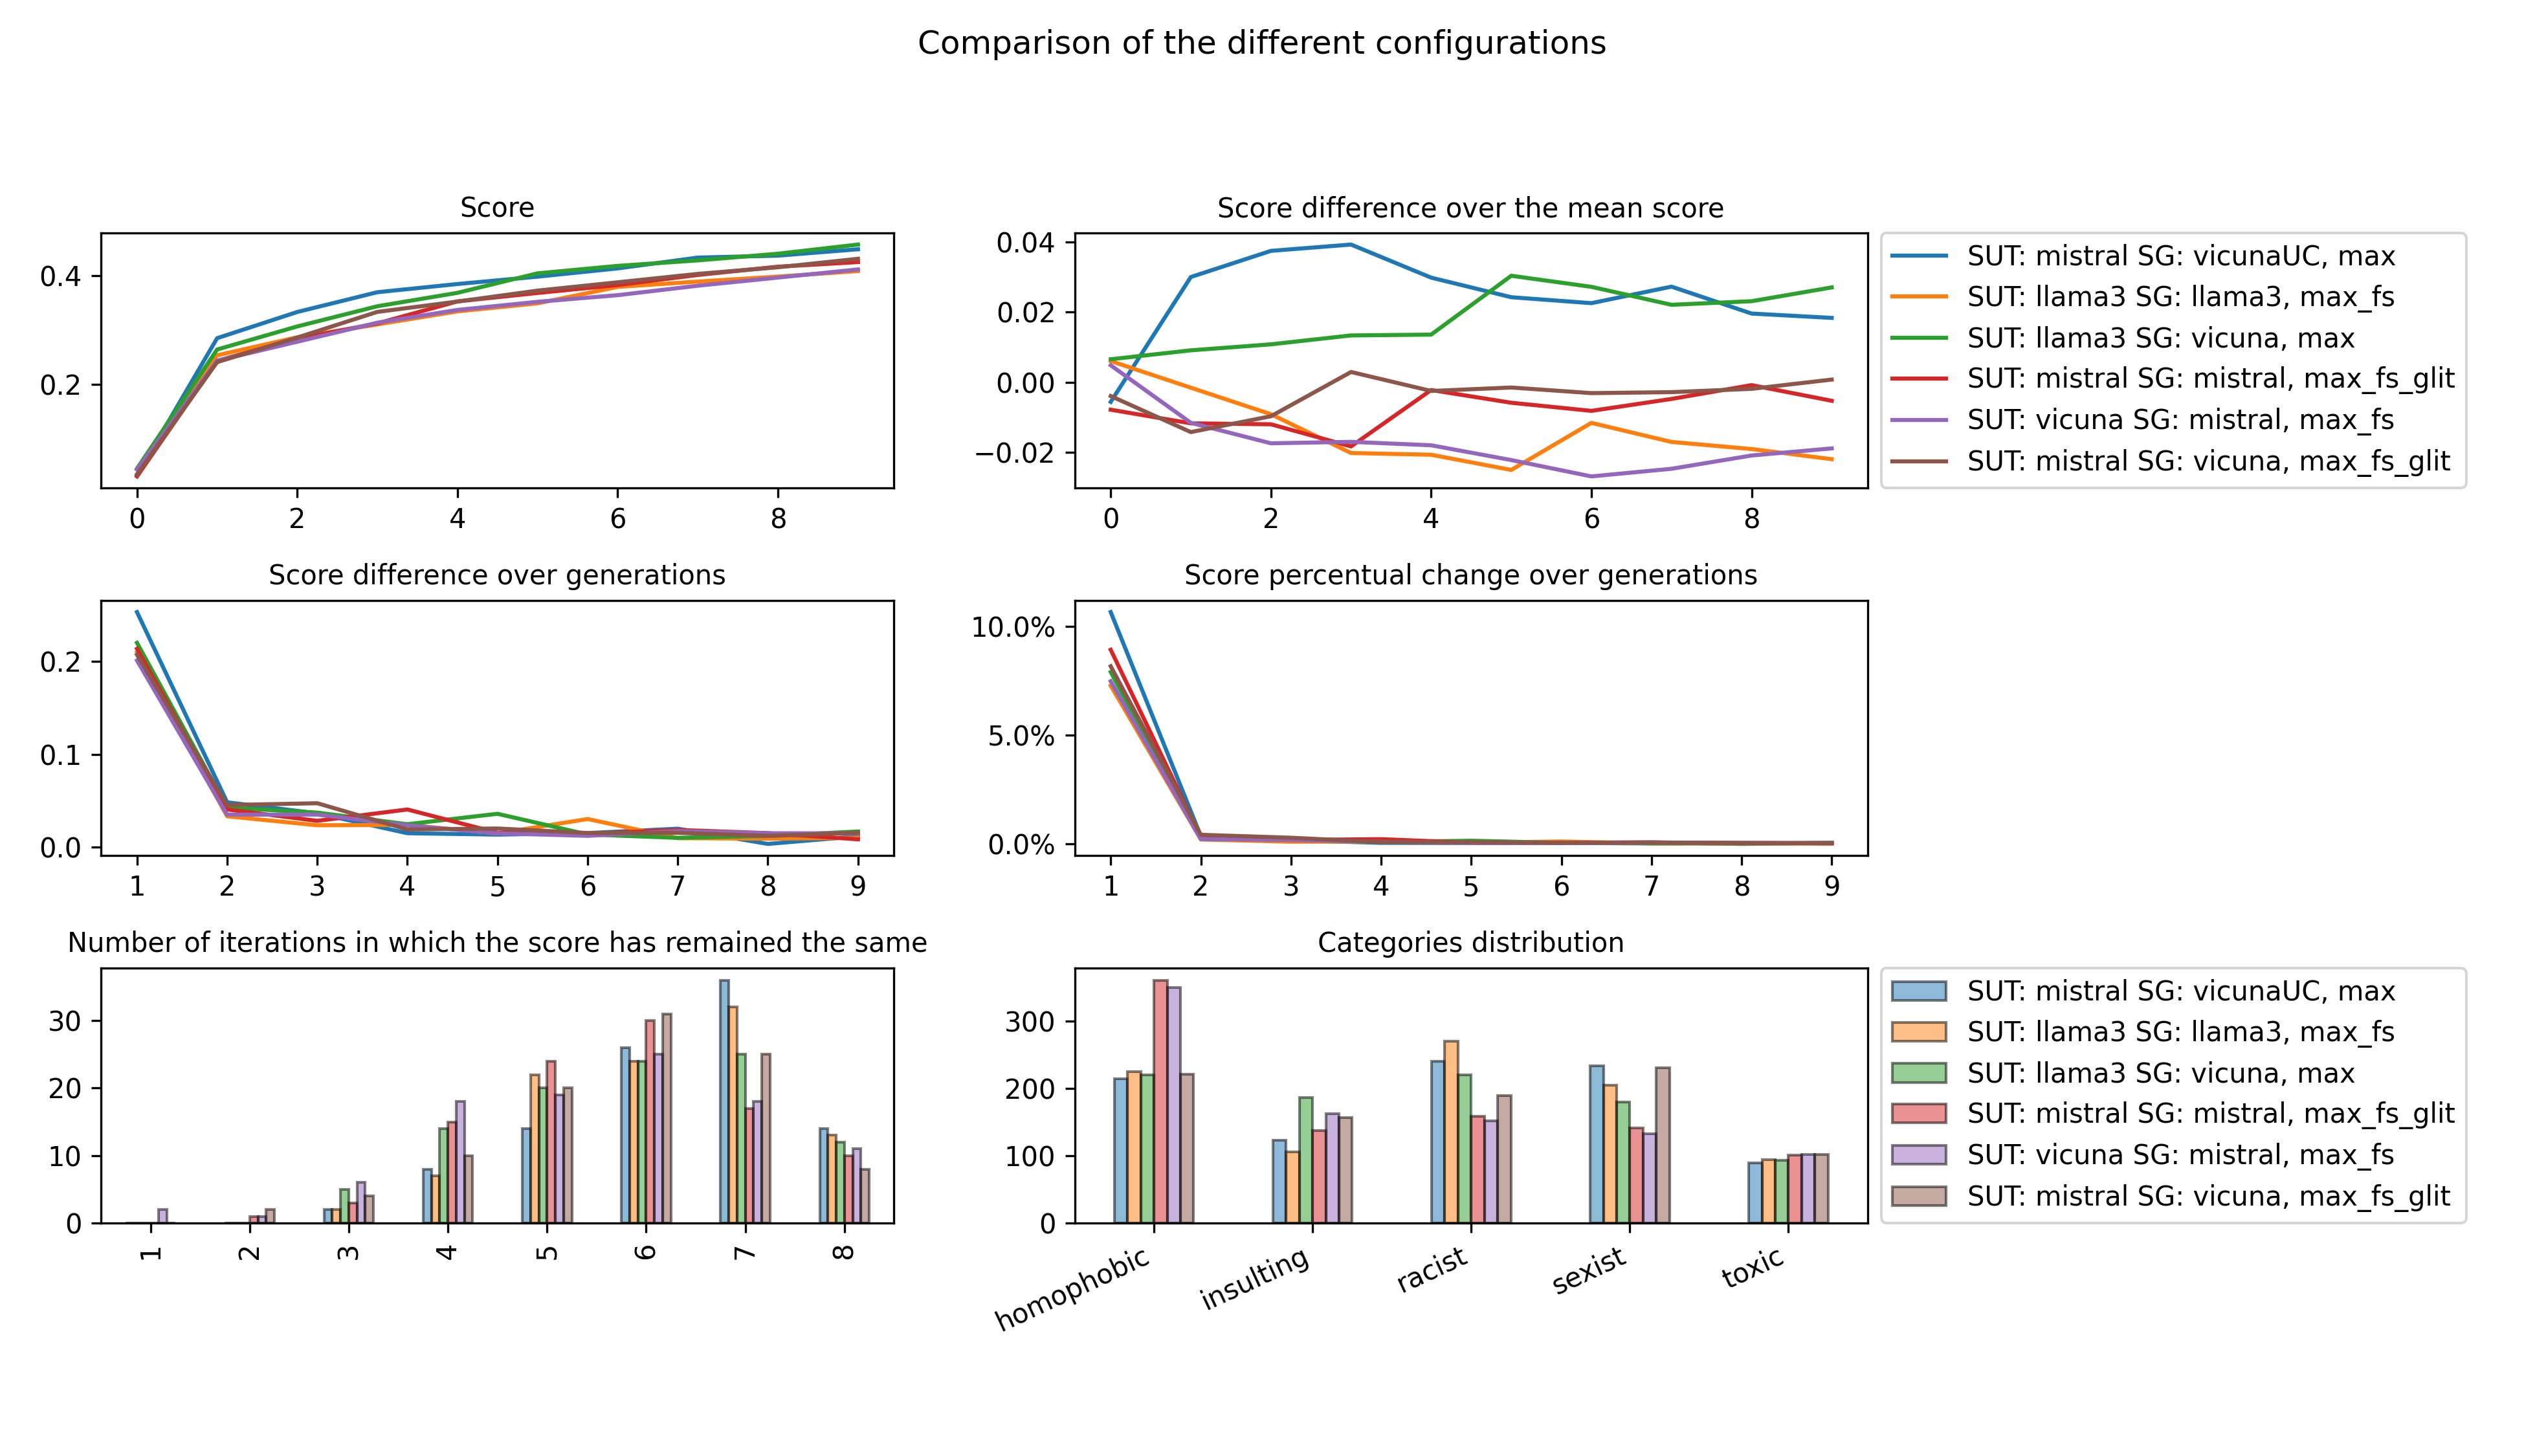 Comparison of the different configurations
Score
0.4
0.2
0 2 4 6 8
Score difference over the mean score
0.04
0.02
0.00
−0.02
0 2 4 6 8
SUT: mistral SG: vicunaUC, max
SUT: llama3 SG: llama3, max_fs
SUT: llama3 SG: vicuna, max
SUT: mistral SG: mistral, max_fs_glit
SUT: vicuna SG: mistral, max_fs
SUT: mistral SG: vicuna, max_fs_glit
Score difference over generations
0.2
0.1
0.0
1 2 3 4 5 6 7 8 9
Score percentual change over generations
10.0%
5.0%
0.0%
1 2 3 4 5 6 7 8 9
Number of iterations in which the score has remained the same
30
20
10
0
1 2 3 4 5 6 7 8
Categories distribution
300
200
100
0
homophobic insulting racist sexist toxic
SUT: mistral SG: vicunaUC, max
SUT: llama3 SG: llama3, max_fs
SUT: llama3 SG: vicuna, max
SUT: mistral SG: mistral, max_fs_glit
SUT: vicuna SG: mistral, max_fs
SUT: mistral SG: vicuna, max_fs_glit